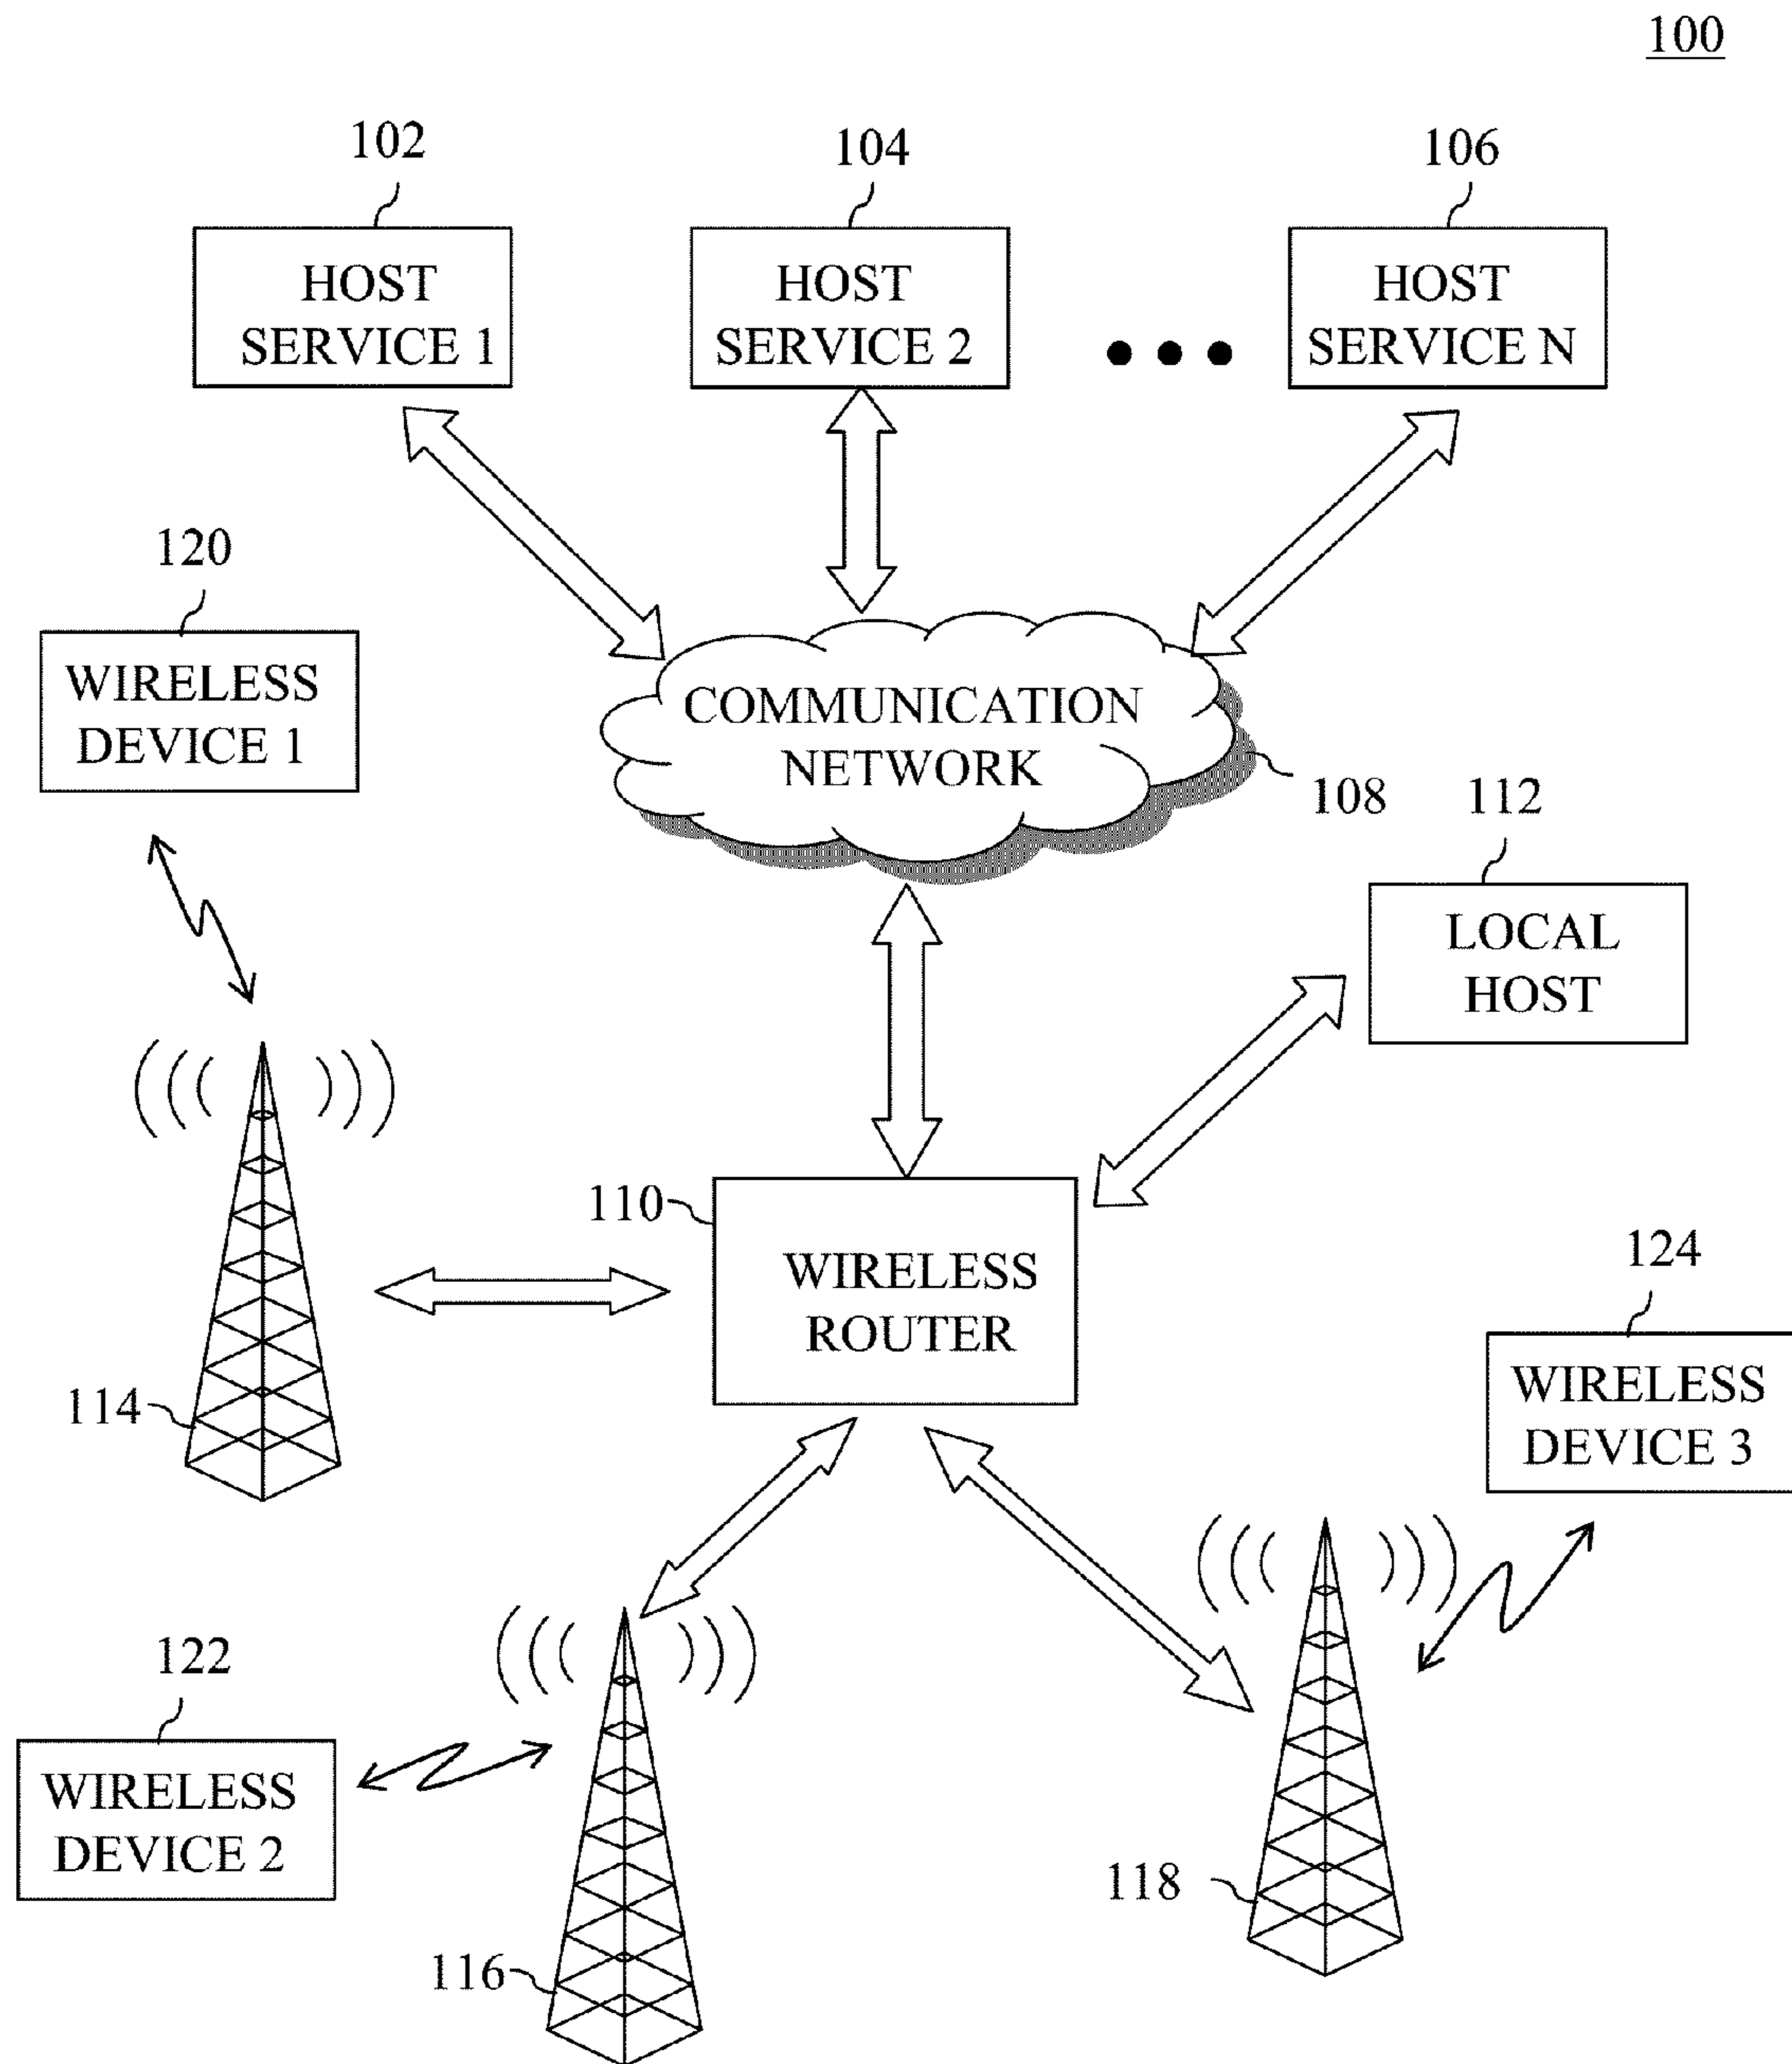 100
102
104
106
HOST
SERVICE 1
HOST
SERVICE 2
HOST
SERVICE N
120
WIRELESS
DEVICE 1
COMMUNICATION
NETWORK
108
112
LOCAL
HOST
110
WIRELESS
ROUTER
114
124
WIRELESS
DEVICE 3
122
WIRELESS
DEVICE 2
116
118